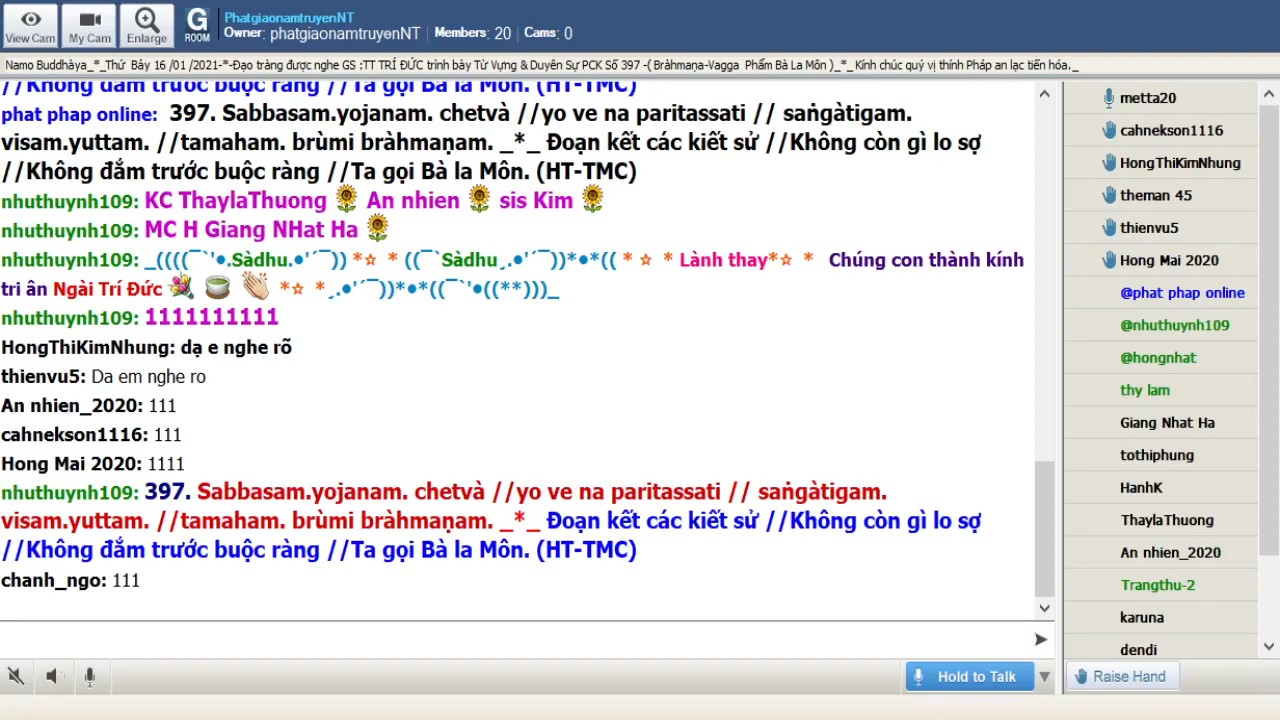 View Cam
My Cam
Enlarge
G
ROOM
PhatgiaonamtruyenNT
Owner: phatgiaonamtruyenNT | Members: 20 | Cams: 0
Namo Buddhàya_*_Thứ Bảy 16 /01 /2021-*-Đạo tràng được nghe GS :TT TRÍ ĐỨC trình bày Từ Vựng & Duyên Sự PCK Số 397 -( Bràhmaṇa-Vagga Phẩm Bà La Môn )_*_ Kính chúc quý vị thính Pháp an lạc tiến hóa._
//Không đắm trước buộc ràng //Ta gọi Bà la Môn. (HT-TMC)
phat phap online: 397. Sabbasam.yojanam. chetvà //yo ve na paritassati // saṅgàtigam.
visam.yuttam. //tamaham. brùmi bràhmaṇam. _*_ Đoạn kết các kiết sử //Không còn gì lo sợ
//Không đắm trước buộc ràng //Ta gọi Bà la Môn. (HT-TMC)
nhuthuynh109: KC ThaylaThuong 🌻 An nhien 🌻 sis Kim 🌻
nhuthuynh109: MC H Giang NHat Ha 🌻
nhuthuynh109: _((((¯`'•.Sàdhu.•'´¯)) *☆ * ((¯`Sàdhu¸.•'´¯))*•*(( * ☆ * Lành thay*☆ * Chúng con thành kính
tri ân Ngài Trí Đức 💐 🍵 👏 *☆ *¸.•'´¯))*•*((¯`'•((**)))_
nhuthuynh109: 1111111111
HongThiKimNhung: dạ e nghe rõ
thienvu5: Da em nghe ro
An nhien_2020: 111
cahnekson1116: 111
Hong Mai 2020: 1111
nhuthuynh109: 397. Sabbasam.yojanam. chetvà //yo ve na paritassati // saṅgàtigam.
visam.yuttam. //tamaham. brùmi bràhmaṇam. _*_ Đoạn kết các kiết sử //Không còn gì lo sợ
//Không đắm trước buộc ràng //Ta gọi Bà la Môn. (HT-TMC)
chanh_ngo: 111
Hold to Talk
metta20
cahnekson1116
HongThiKimNhung
theman 45
thienvu5
Hong Mai 2020
@phat phap online
@nhuthuynh109
@hongnhat
thy lam
Giang Nhat Ha
tothiphung
HanhK
ThaylaThuong
An nhien_2020
Trangthu-2
karuna
dendi
Raise Hand